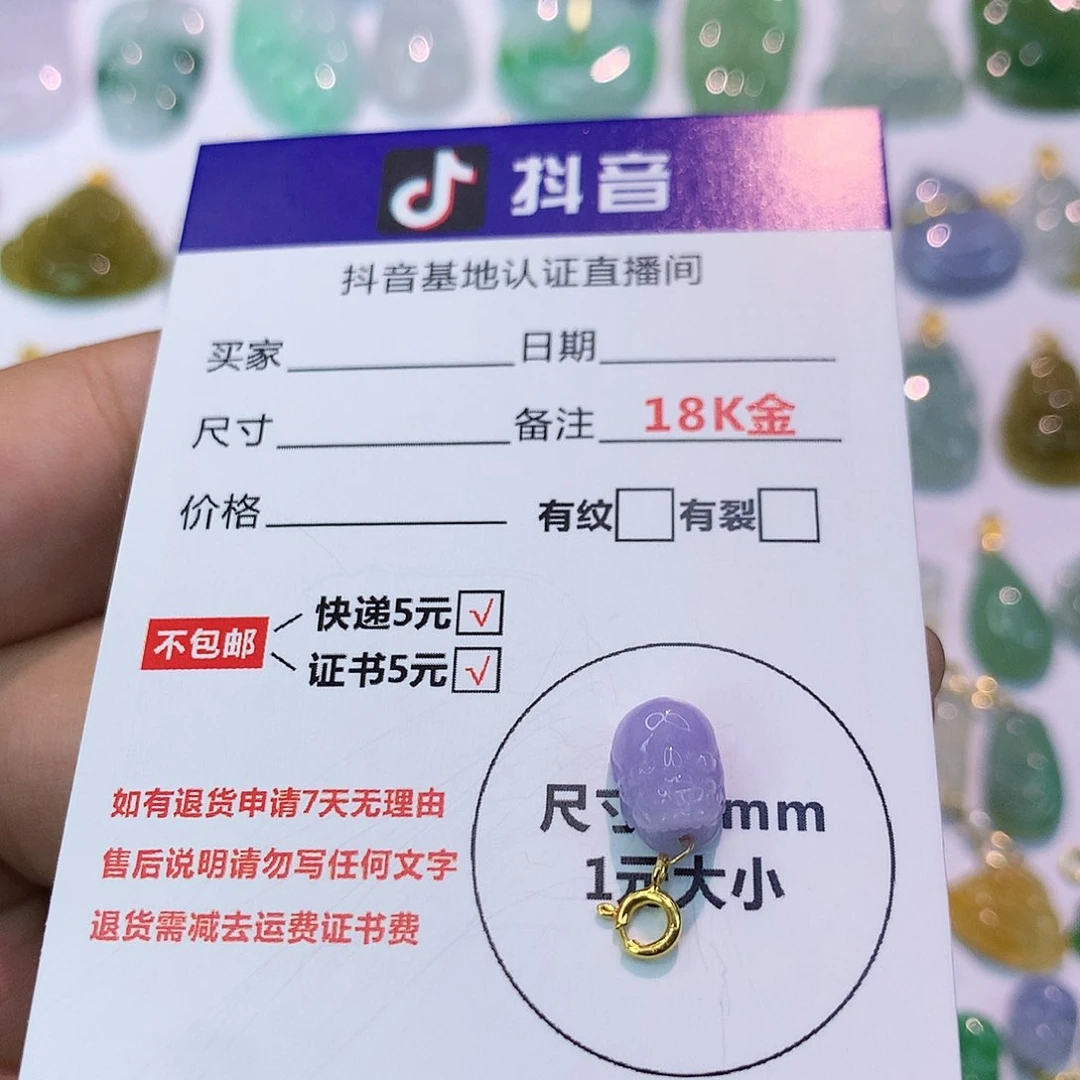 抖音
抖音基地认证直播间
买家 日期
尺寸 备注 18K金
价格 有纹 有裂
不包邮
快递5元 √
证书5元 √
如有退货申请7天无理由
售后说明请勿写任何文字
退货需减去运费证书费
尺寸 mm
1元大小